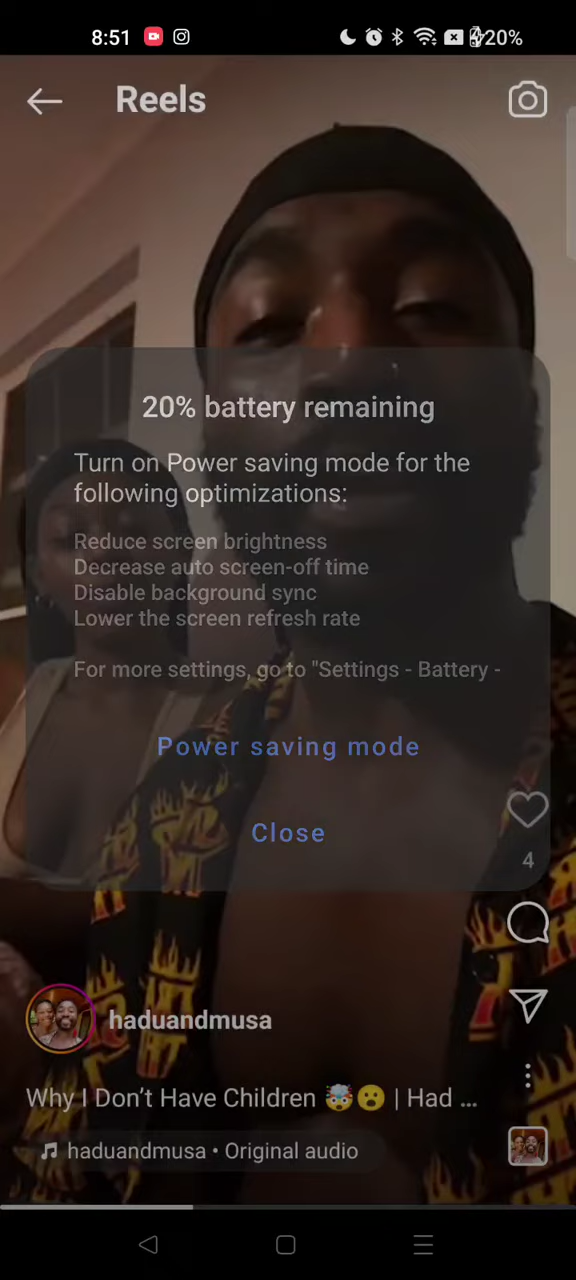 8:51
20%
Reels
20% battery remaining
Turn on Power saving mode for the
following optimizations:
Reduce screen brightness
Decrease auto screen-off time
Disable background sync
Lower the screen refresh rate
For more settings, go to "Settings - Battery -
Power saving mode
Close
4
haduandmusa
Why I Don’t Have Children 🤯😮 | Had ...
haduandmusa • Original audio